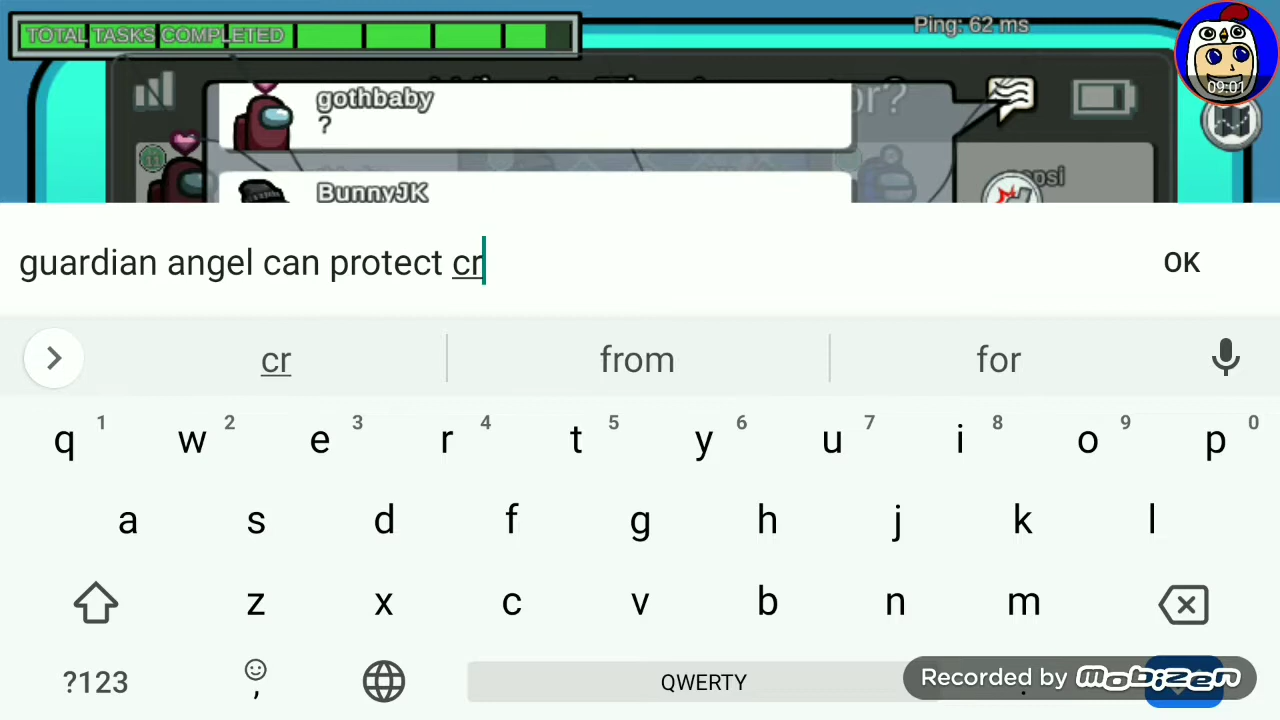 TOTAL TASKS COMPLETED
Ping: 62 ms
09:01
gothbaby
?
BunnyJK
guardian angel can protect cr
OK
cr
from
for
q 1 w 2 e 3 r 4 t 5 y 6 u 7 i 8 o 9 p 0
a s d f g h j k l
z x c v b n m
?123 , QWERTY .
Recorded by mobizen